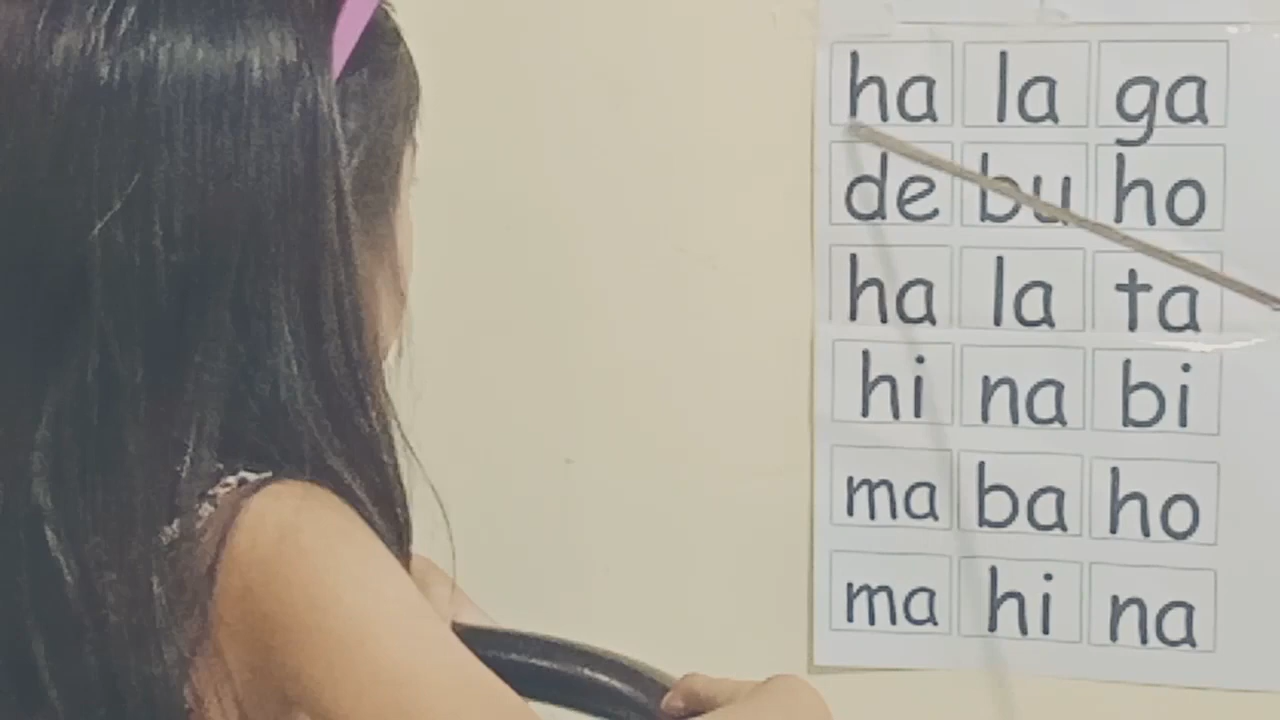 ha la ga
de bu ho
ha la ta
hi na bi
ma ba ho
ma hi na